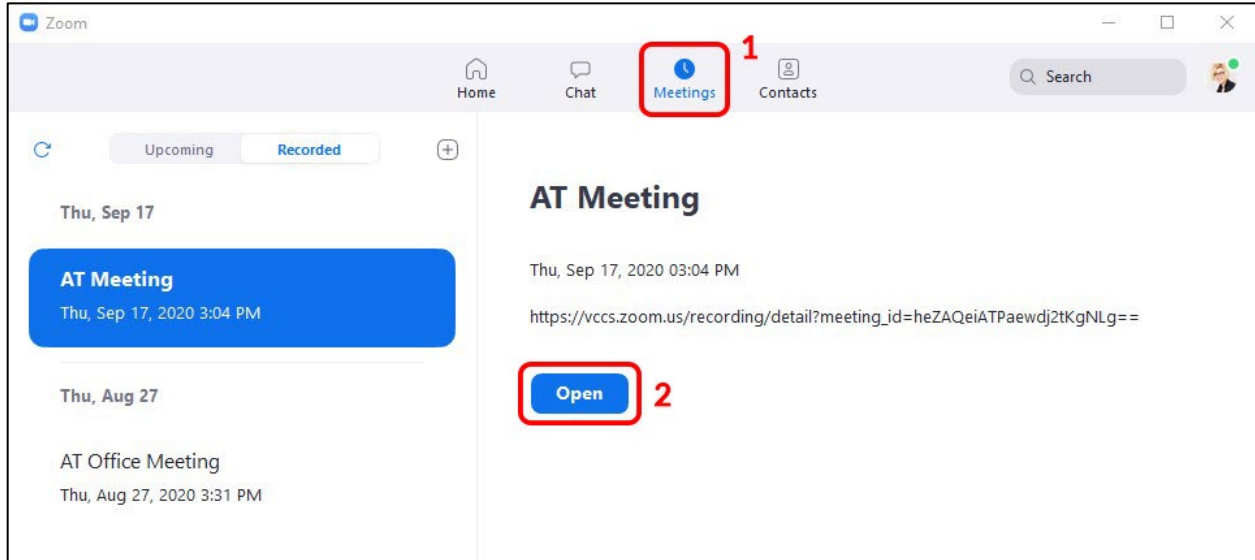 Zoom
1
Home Chat Meetings Contacts
Search
Upcoming Recorded
Thu, Sep 17
AT Meeting
Thu, Sep 17, 2020 3:04 PM
Thu, Aug 27
AT Office Meeting
Thu, Aug 27, 2020 3:31 PM
AT Meeting
Thu, Sep 17, 2020 03:04 PM
https://vccs.zoom.us/recording/detail?meeting_id=heZAQeiATPaewdj2tKgNLg==
Open 2